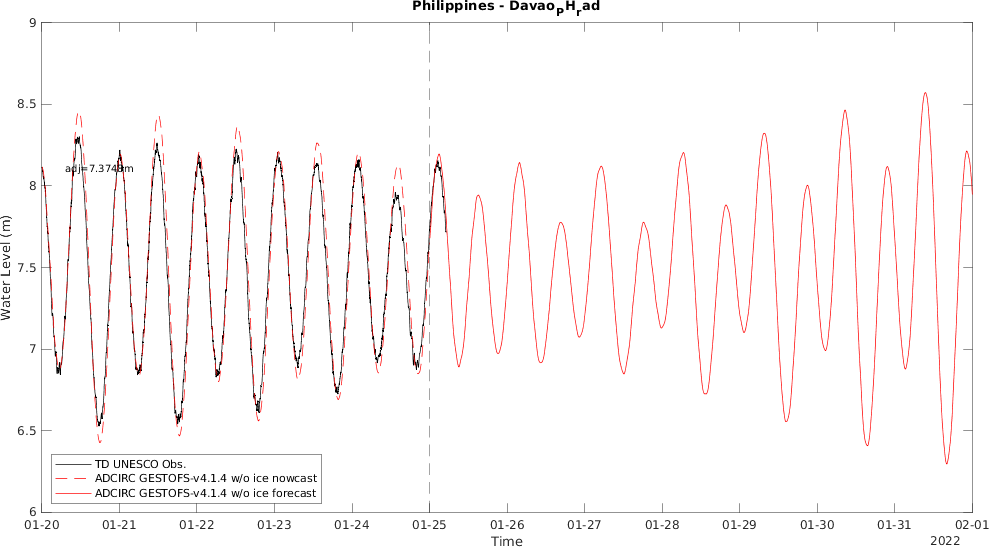 Philippines - DavaopHrad
9
8.5
8
7.5
7
6.5
6
Water Level (m)
adj=7.3748m
TD UNESCO Obs.
ADCIRC GESTOFS-v4.1.4 w/o ice nowcast
ADCIRC GESTOFS-v4.1.4 w/o ice forecast
01-20 01-21 01-22 01-23 01-24 01-25 01-26 01-27 01-28 01-29 01-30 01-31 02-01
Time
2022